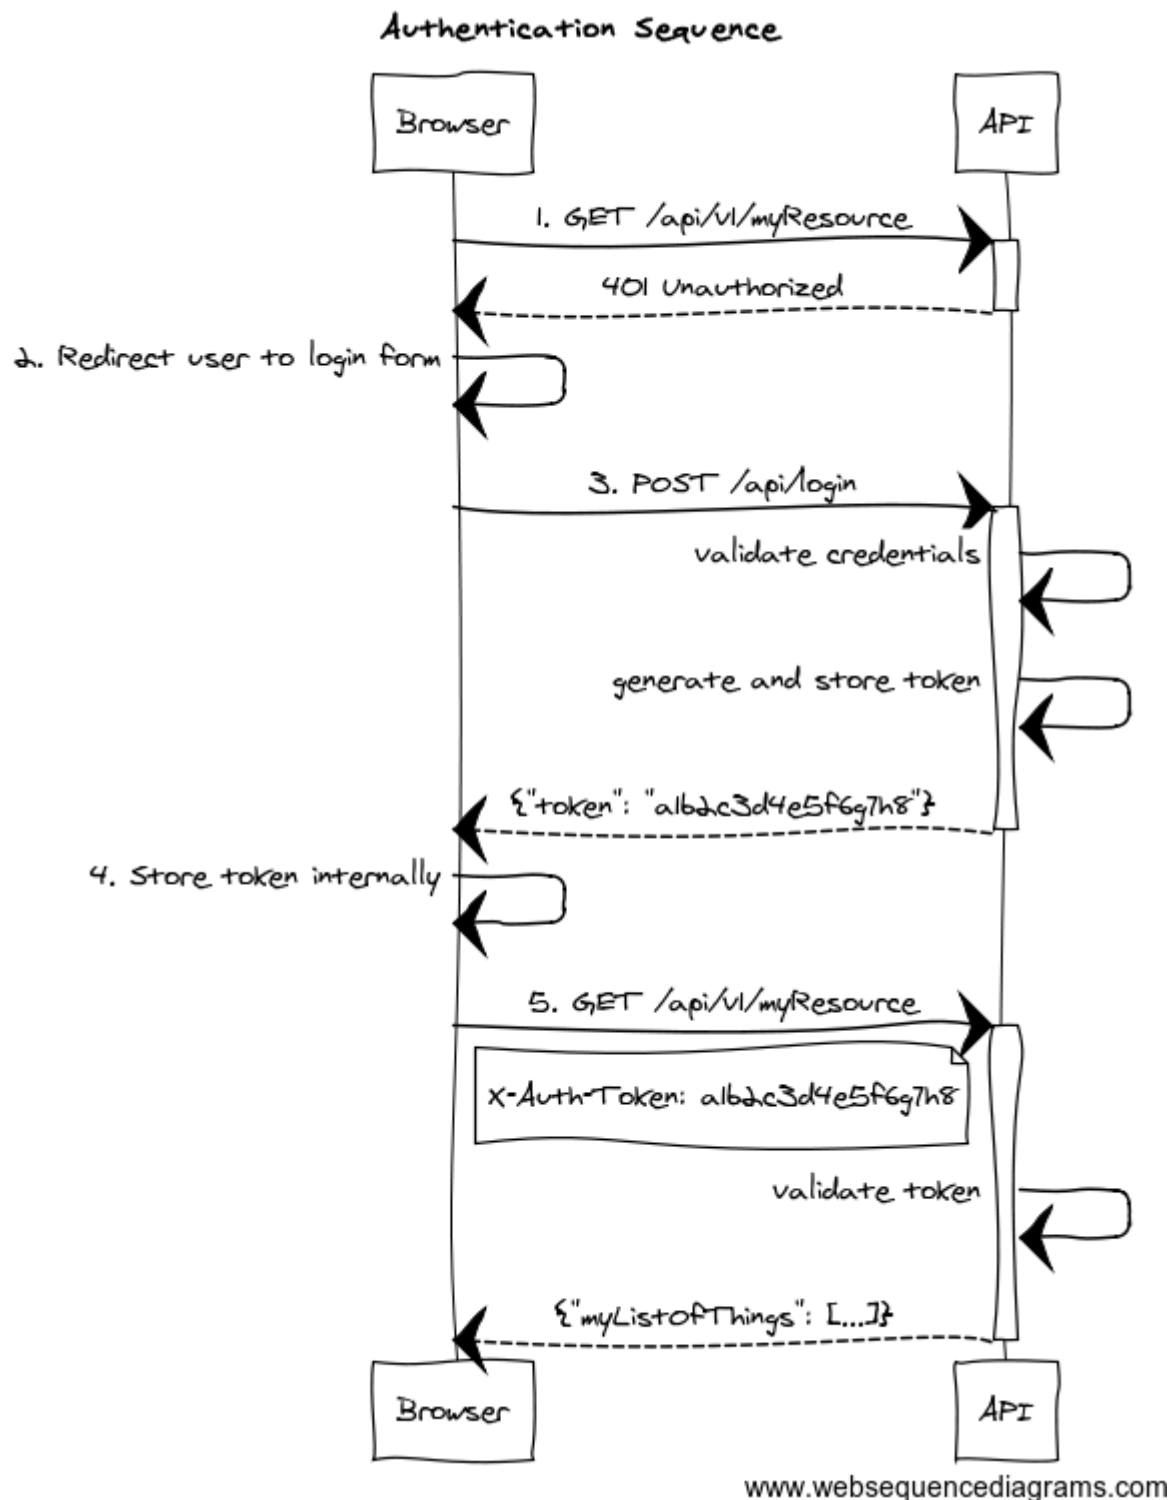 Authentication Sequence
Browser
API
1. GET /api/v1/myResource
401 Unauthorized
2. Redirect user to login form
3. POST /api/login
validate credentials
generate and store token
{"token": "a1b2c3d4e5f6g7h8"}
4. Store token internally
5. GET /api/v1/myResource
X-Auth-Token: a1b2c3d4e5f6g7h8
validate token
{"myListOfThings": [...]}
Browser
API
www.websequencediagrams.com